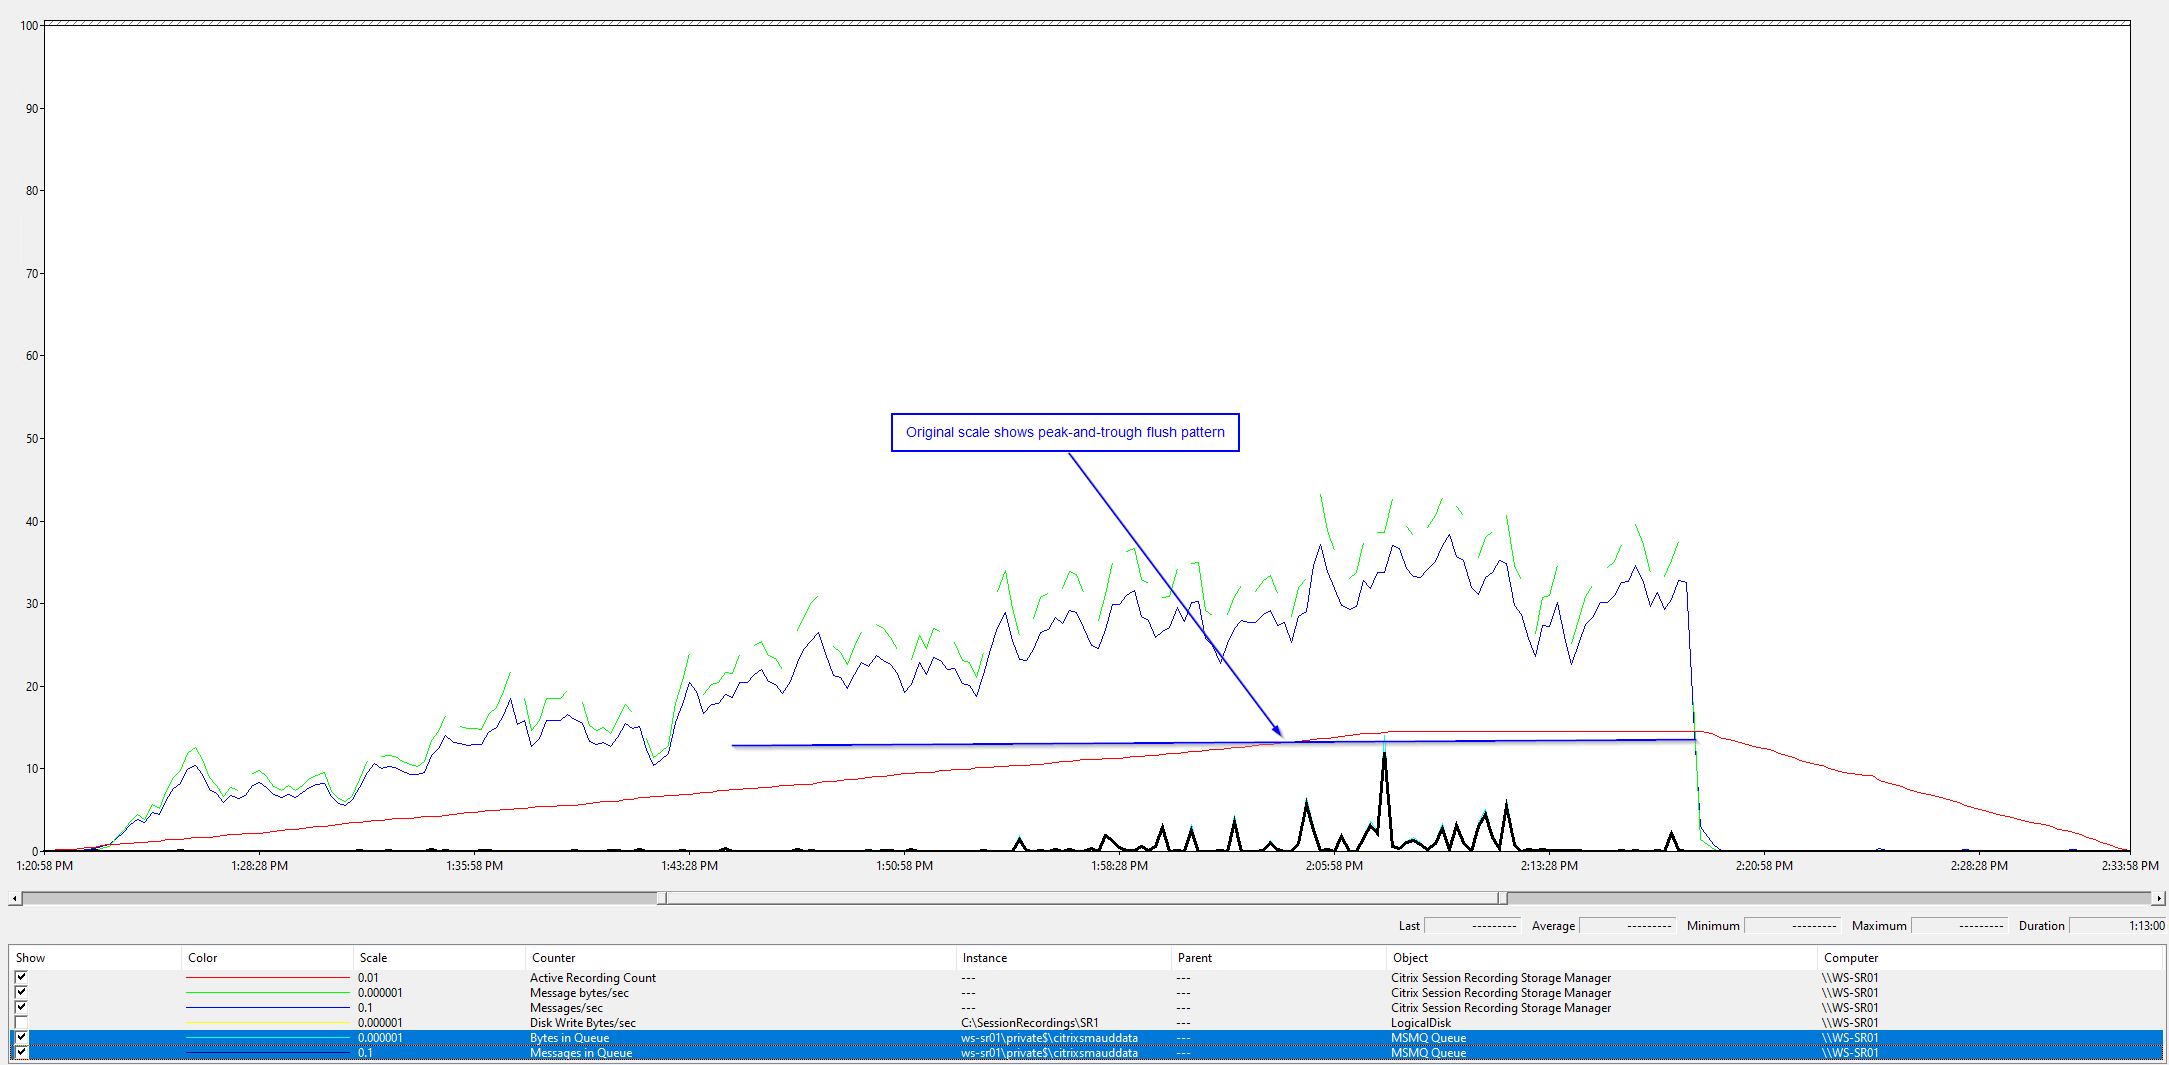 100
90
80
70
60
50
Original scale shows peak-and-trough flush pattern
40
30
20
10
0
1:20:58 PM 1:28:28 PM 1:35:58 PM 1:43:28 PM 1:50:58 PM 1:58:28 PM 2:05:58 PM 2:13:28 PM 2:20:58 PM 2:28:28 PM 2:33:58 PM
Last --------- Average --------- Minimum --------- Maximum --------- Duration 1:13:00
Show Color Scale Counter Instance Parent Object Computer
0.01 Active Recording Count --- --- Citrix Session Recording Storage Manager \\WS-SR01
0.000001 Message bytes/sec --- --- Citrix Session Recording Storage Manager \\WS-SR01
0.1 Messages/sec --- --- Citrix Session Recording Storage Manager \\WS-SR01
0.000001 Disk Write Bytes/sec C:\SessionRecordings\SR1 --- LogicalDisk \\WS-SR01
0.000001 Bytes in Queue ws-sr01\private$\citrixsmauddata --- MSMQ Queue \\WS-SR01
0.1 Messages in Queue ws-sr01\private$\citrixsmauddata --- MSMQ Queue \\WS-SR01